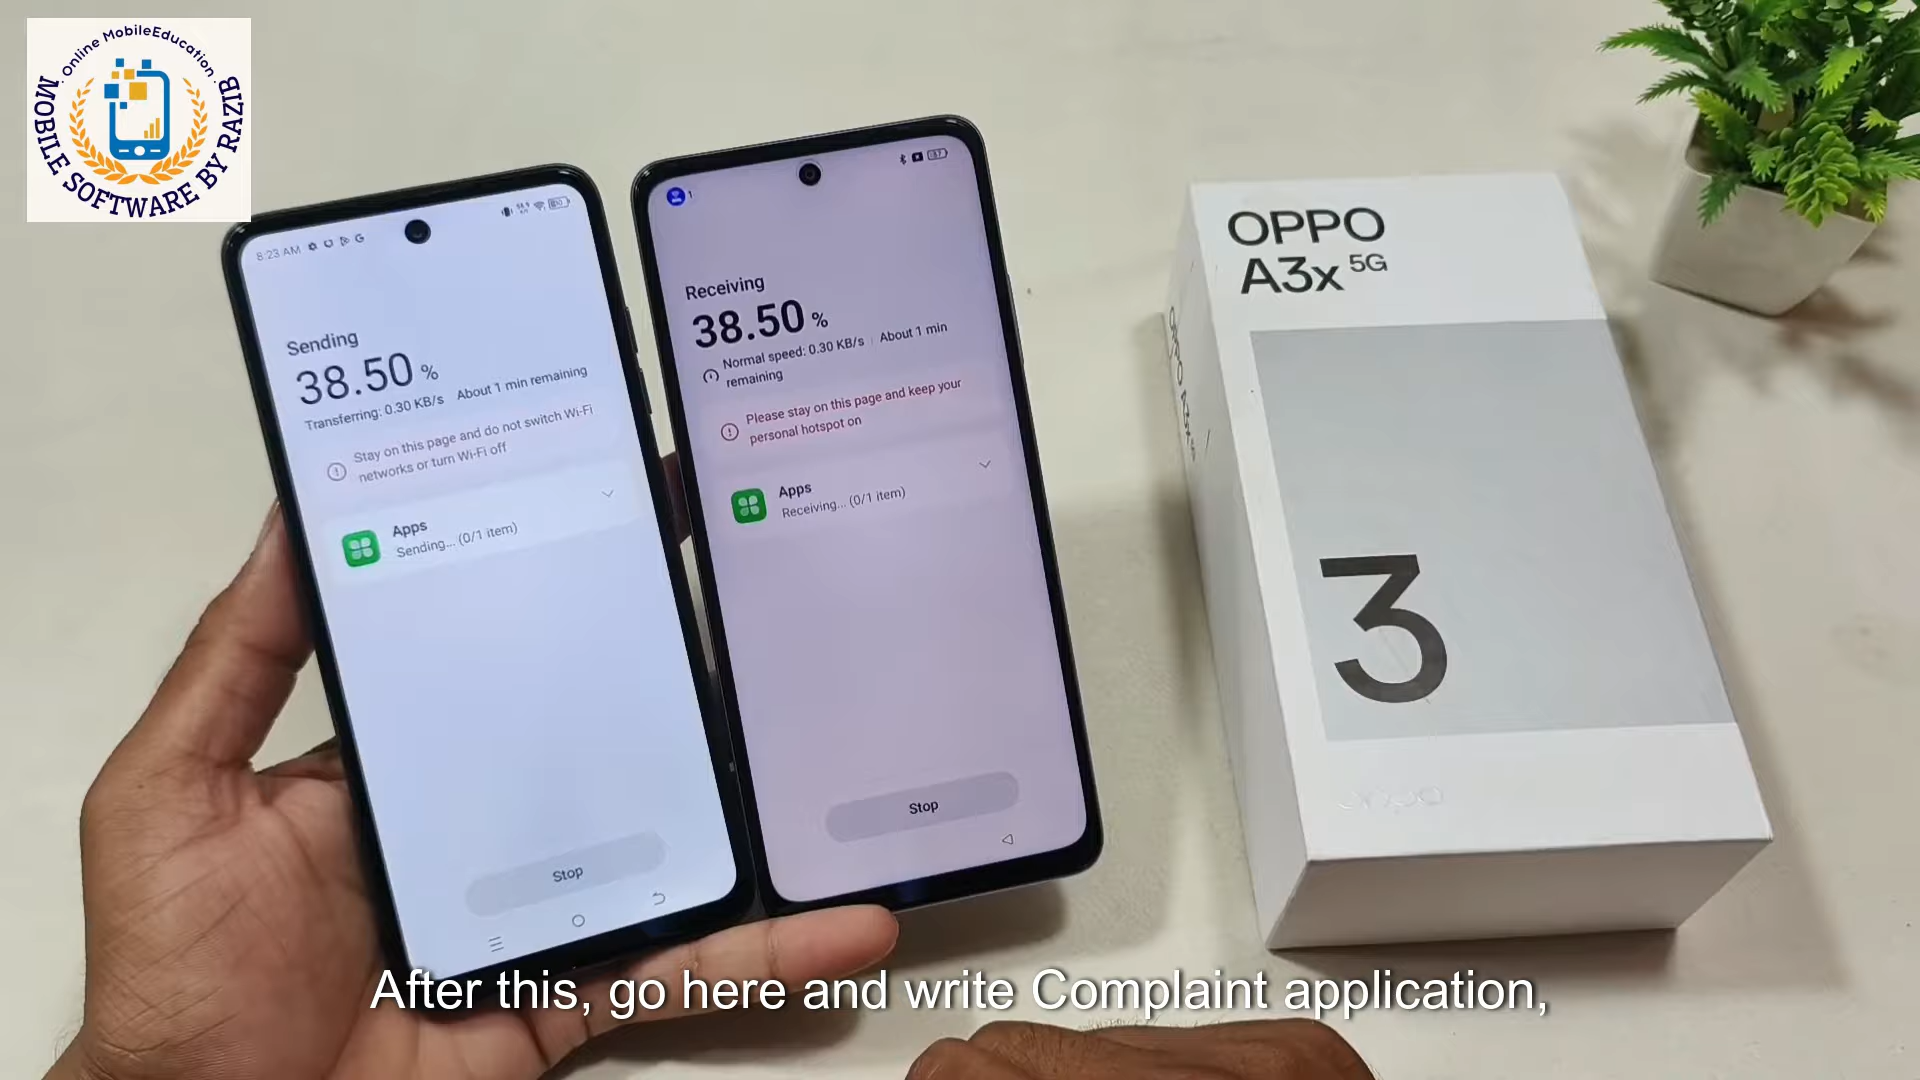 · Online MobileEducation ·
MOBILE SOFTWARE BY RAZIB
8:23 AM
Sending
38.50 %
Transferring: 0.30 KB/s About 1 min remaining
Stay on this page and do not switch Wi-Fi
networks or turn Wi-Fi off
Apps
Sending... (0/1 item)
Stop
1
Receiving
38.50 %
Normal speed: 0.30 KB/s | About 1 min
remaining
Please stay on this page and keep your
personal hotspot on
Apps
Receiving... (0/1 item)
Stop
OPPO
A3x 5G
3
After this, go here and write Complaint application,